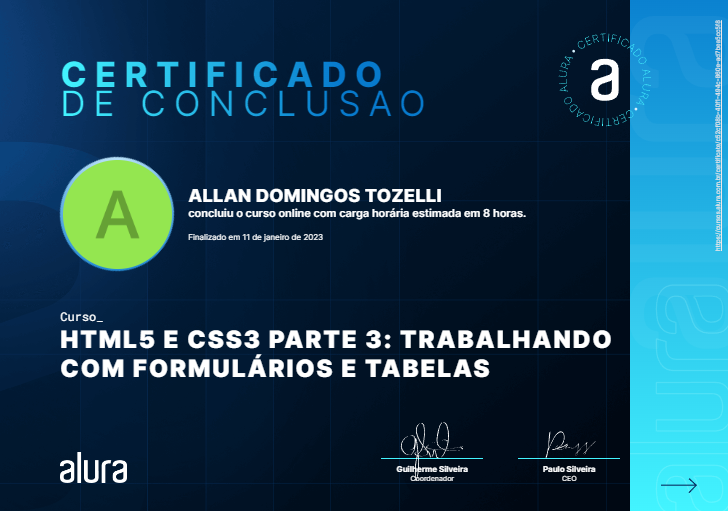 CERTIFICADO
DE CONCLUSAO
CERTIFICADO ALURA • CERTIFICADO ALURA •
a
A
ALLAN DOMINGOS TOZELLI
concluiu o curso online com carga horária estimada em 8 horas.
Finalizado em 11 de janeiro de 2023
Curso_
HTML5 E CSS3 PARTE 3: TRABALHANDO
COM FORMULÁRIOS E TABELAS
alura
Guilherme Silveira
Coordenador
Paulo Silveira
CEO
alura